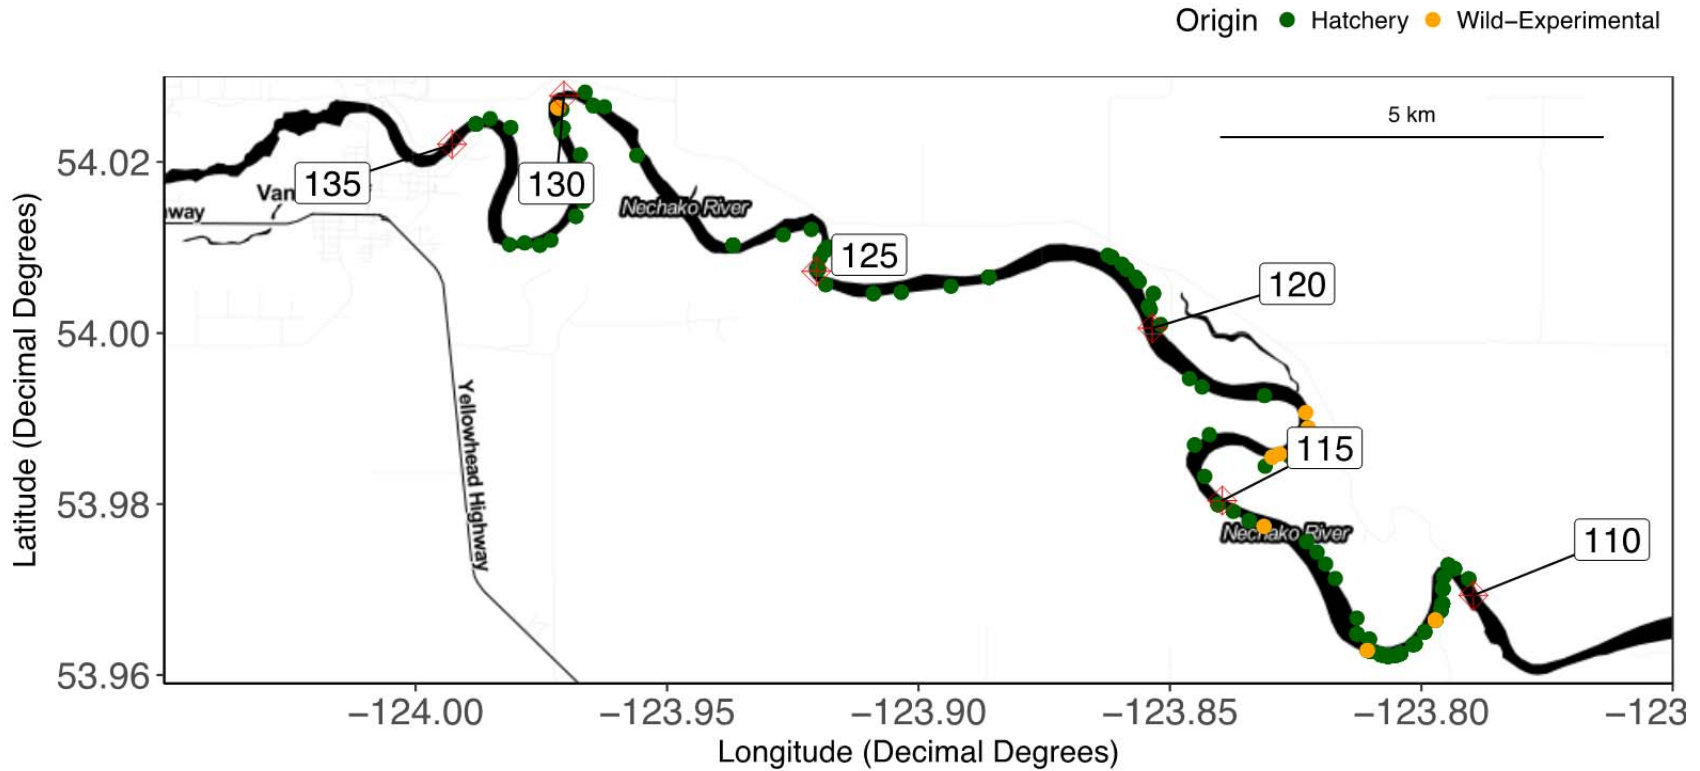 Origin Hatchery Wild−Experimental
5 km
54.02
54.00
53.98
53.96
Latitude (Decimal Degrees)
135
130
Van
way
Nechako River
125
120
115
Nechako River
110
Yellowhead Highway
−124.00 −123.95 −123.90 −123.85 −123.80 −123
Longitude (Decimal Degrees)